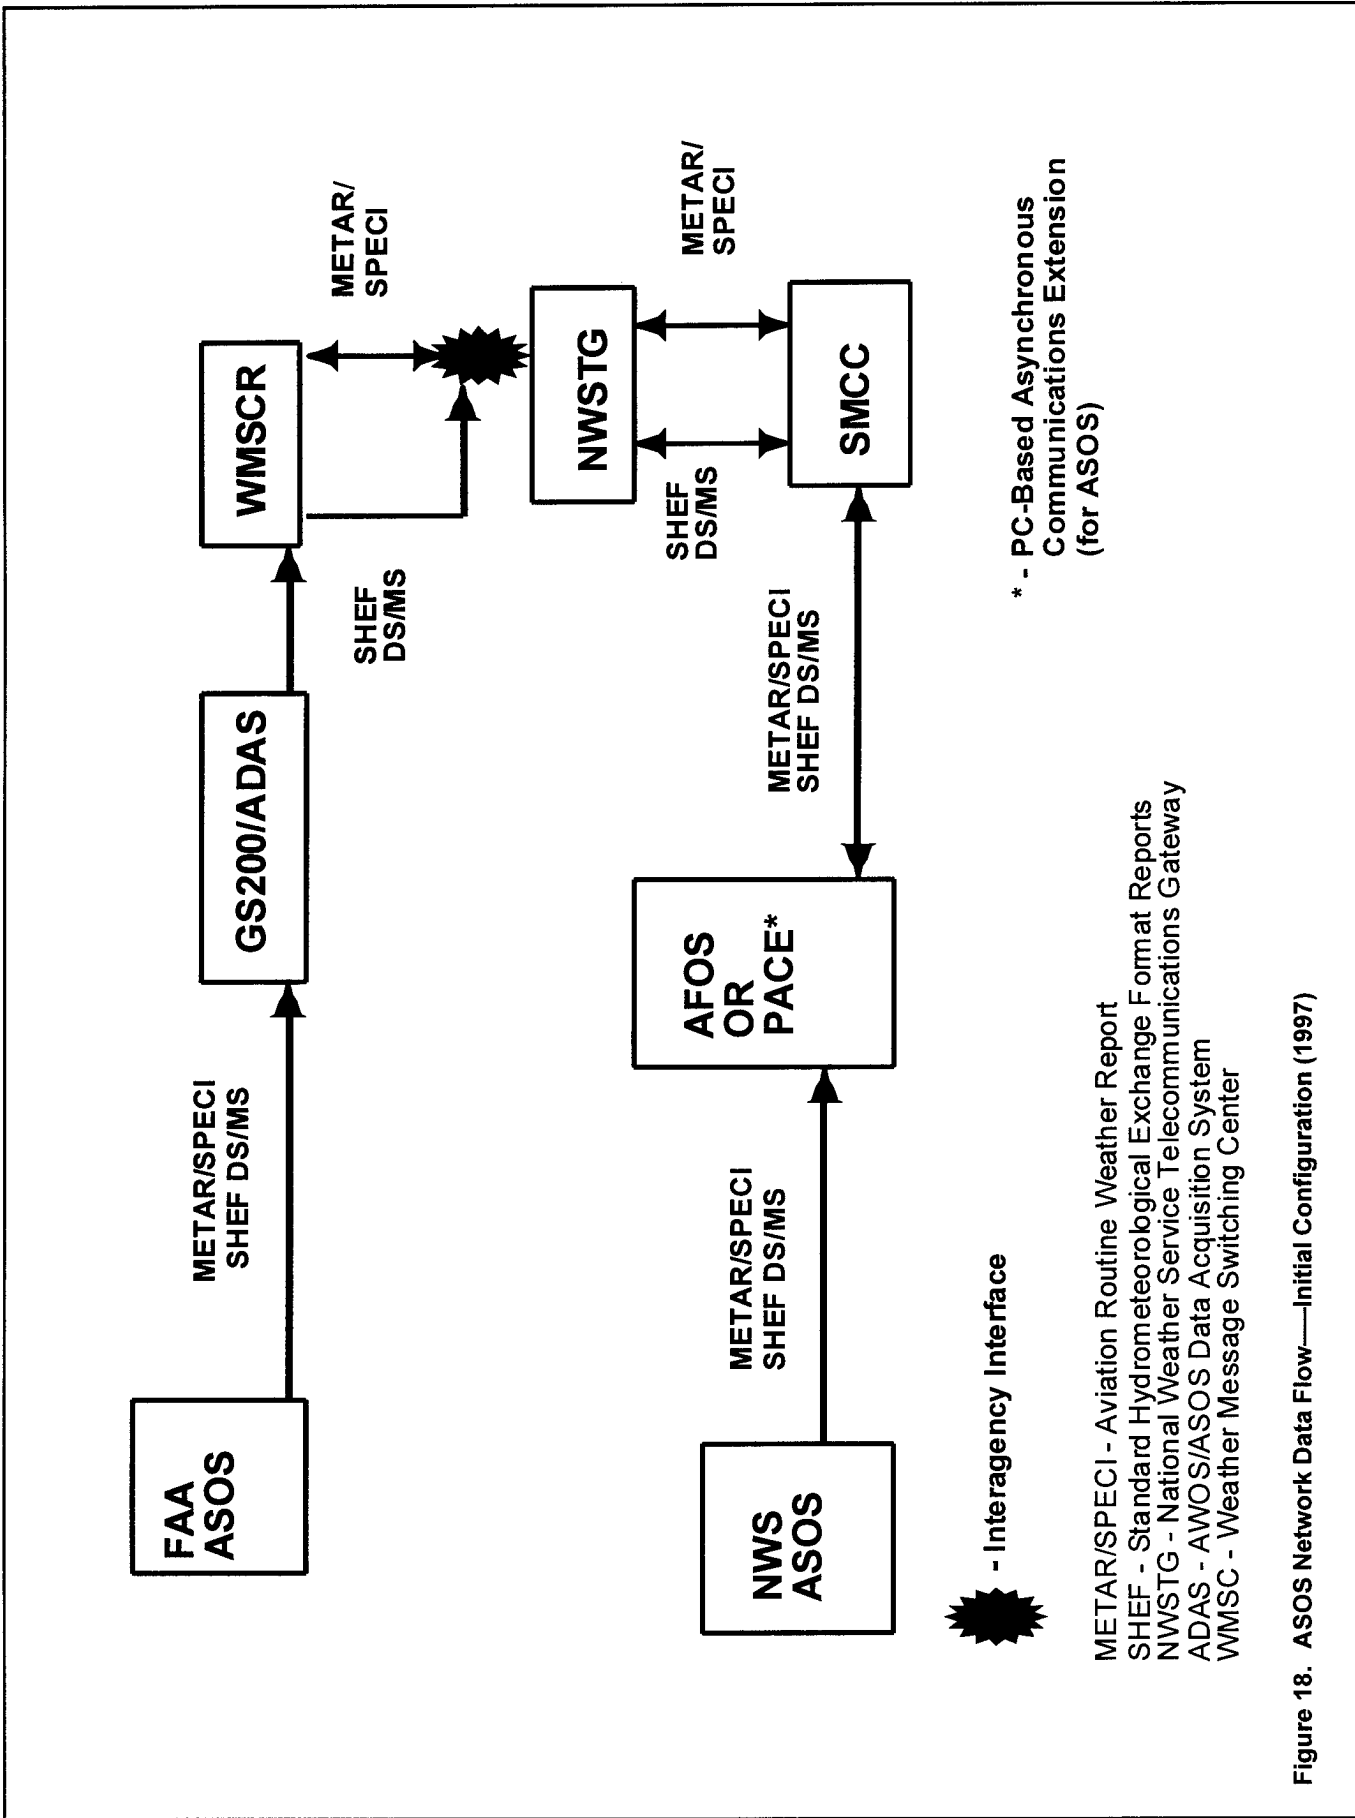 FAA
ASOS
METAR/SPECI
SHEF DS/MS
GS200/ADAS
WMSCR
SHEF
DS/MS
METAR/
SPECI
NWSTG
SHEF
DS/MS
METAR/
SPECI
NWS
ASOS
METAR/SPECI
SHEF DS/MS
AFOS
OR
PACE*
METAR/SPECI
SHEF DS/MS
SMCC
- Interagency Interface
* - PC-Based Asynchronous
Communications Extension
(for ASOS)
METAR/SPECI - Aviation Routine Weather Report
SHEF - Standard Hydrometeorological Exchange Format Reports
NWSTG - National Weather Service Telecommunications Gateway
ADAS - AWOS/ASOS Data Acquisition System
WMSC - Weather Message Switching Center
Figure 18. ASOS Network Data Flow——Initial Configuration (1997)